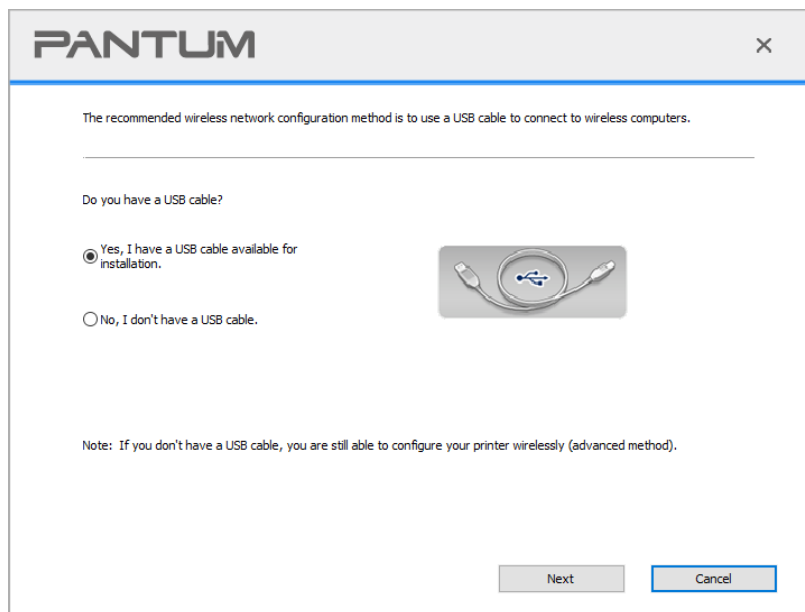 PANTUM
The recommended wireless network configuration method is to use a USB cable to connect to wireless computers.
Do you have a USB cable?
Yes, I have a USB cable available for
installation.
No, I don't have a USB cable.
Note: If you don't have a USB cable, you are still able to configure your printer wirelessly (advanced method).
Next
Cancel